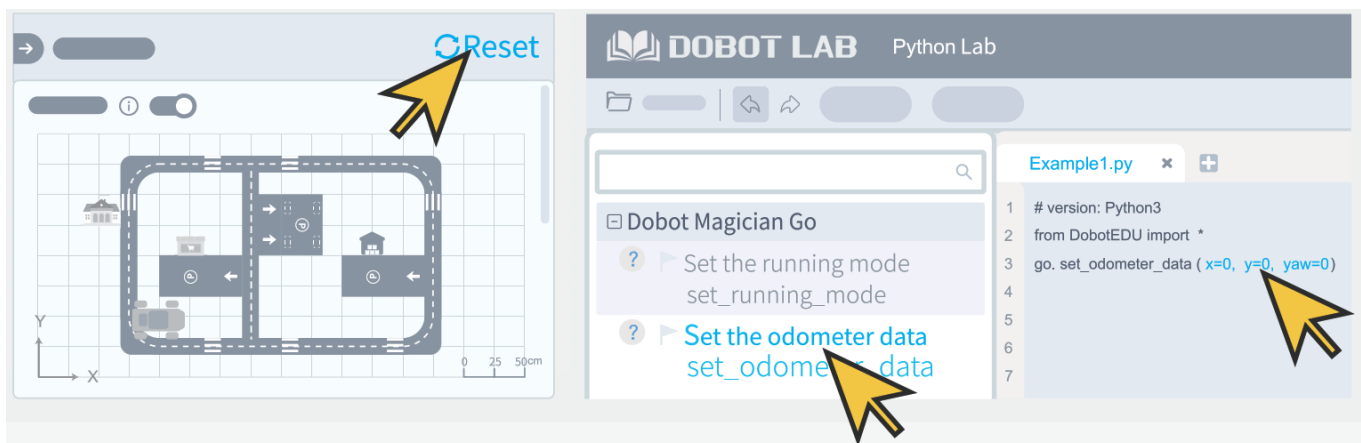 Reset
Y
X
0 25 50cm
DOBOT LAB Python Lab
Dobot Magician Go
? Set the running mode
set_running_mode
? Set the odometer data
set_odometer_data
Example1.py
1 # version: Python3
2 from DobotEDU import *
3 go. set_odometer_data ( x=0, y=0, yaw=0)
4
5
6
7